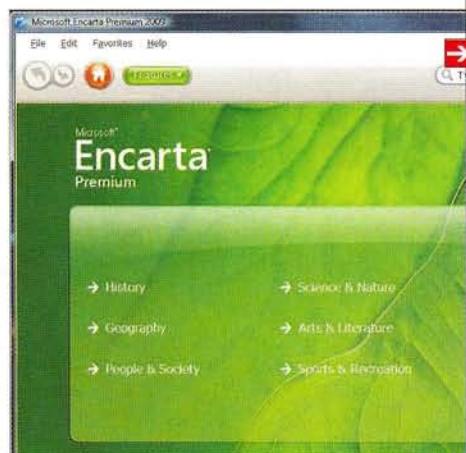 Microsoft Encarta Premium 2009
File Edit Favorites Help
Features
Microsoft®
Encarta
Premium
→ History
→ Science & Nature
→ Geography
→ Arts & Literature
→ People & Society
→ Sports & Recreation